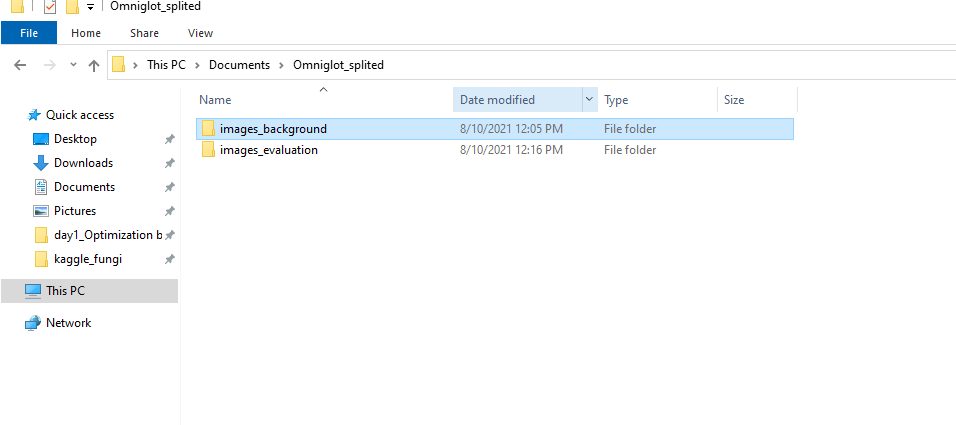 Omniglot_splited
File Home Share View
This PC Documents Omniglot_splited
Name Date modified Type Size
Quick access
Desktop
Downloads
Documents
Pictures
day1_Optimization b
kaggle_fungi
This PC
Network
images_background 8/10/2021 12:05 PM File folder
images_evaluation 8/10/2021 12:16 PM File folder